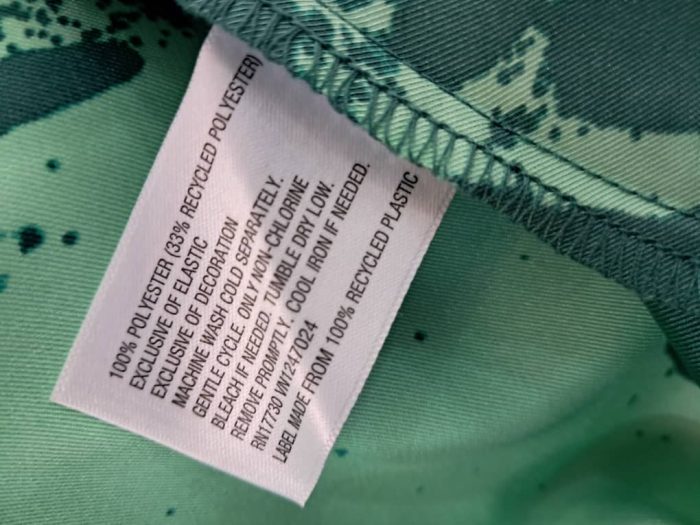 100% POLYESTER (33% RECYCLED POLYESTER)
EXCLUSIVE OF ELASTIC
EXCLUSIVE OF DECORATION
MACHINE WASH COLD SEPARATELY.
GENTLE CYCLE. ONLY NON-CHLORINE
BLEACH IF NEEDED. TUMBLE DRY LOW.
REMOVE PROMPTLY. COOL IRON IF NEEDED.
RN17730 VN1247024
LABEL MADE FROM 100% RECYCLED PLASTIC